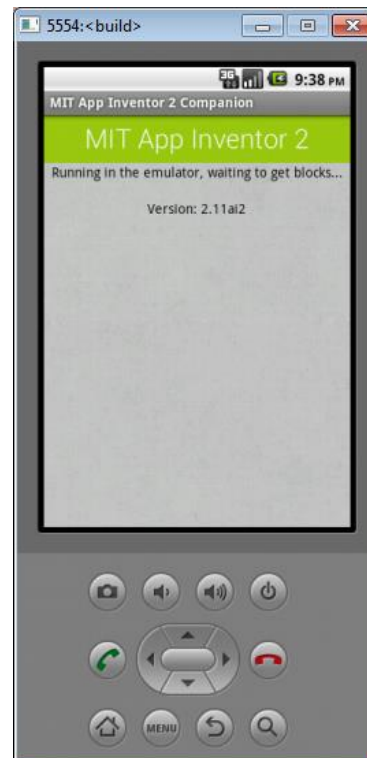 5554:<build>
3G 9:38 PM
MIT App Inventor 2 Companion
MIT App Inventor 2
Running in the emulator, waiting to get blocks...
Version: 2.11ai2
MENU